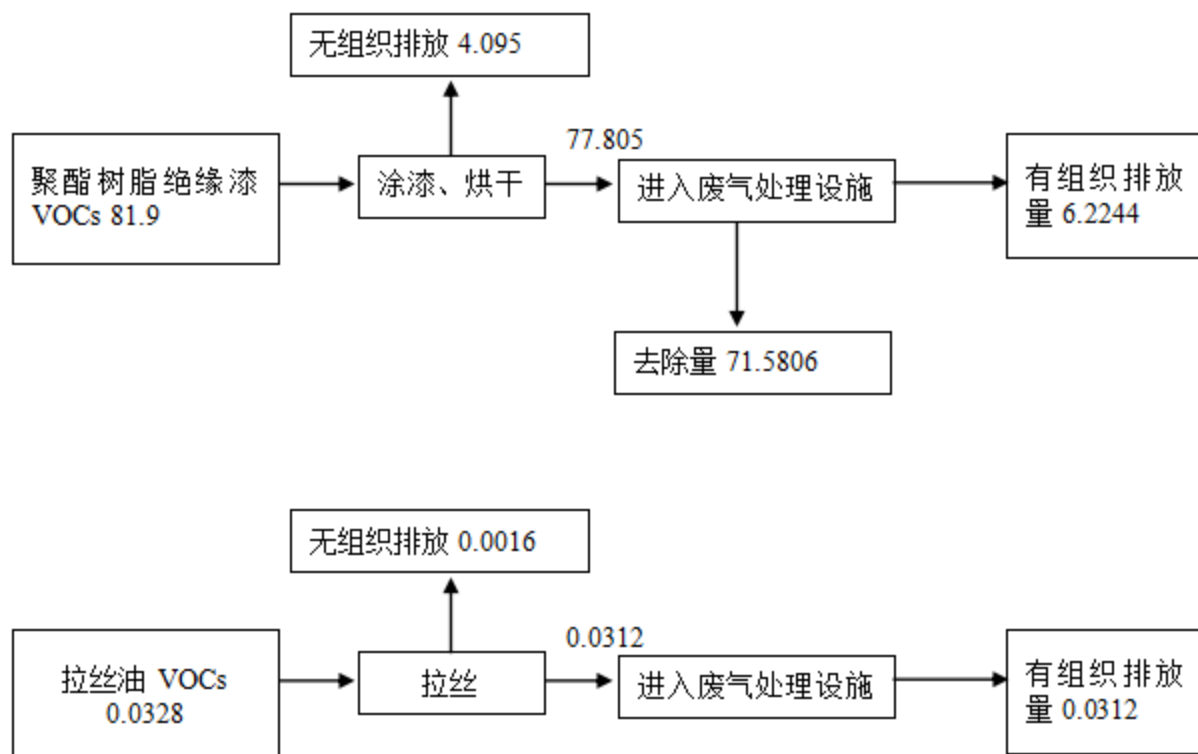 无组织排放 4.095
77.805
聚酯树脂绝缘漆
VOCs 81.9
涂漆、烘干
进入废气处理设施
有组织排放
量 6.2244
去除量 71.5806
无组织排放 0.0016
0.0312
拉丝油 VOCs
0.0328
拉丝
进入废气处理设施
有组织排放
量 0.0312